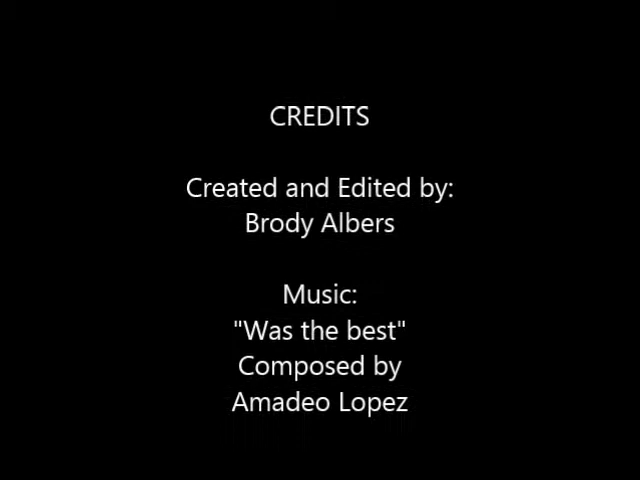 CREDITS
Created and Edited by:
Brody Albers
Music:
"Was the best"
Composed by
Amadeo Lopez